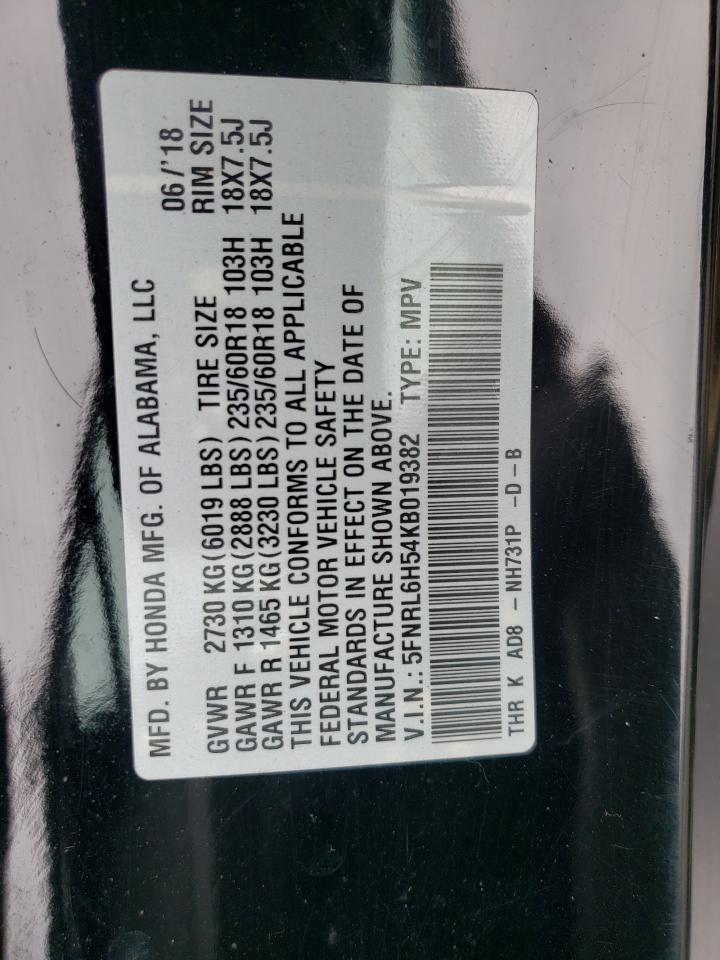 MFD. BY HONDA MFG. OF ALABAMA, LLC 06/'18
GVWR 2730 KG(6019 LBS) TIRE SIZE RIM SIZE
GAWR F 1310 KG(2888 LBS)235/60R18 103H 18X7.5J
GAWR R 1465 KG(3230 LBS)235/60R18 103H 18X7.5J
THIS VEHICLE CONFORMS TO ALL APPLICABLE
FEDERAL MOTOR VEHICLE SAFETY
STANDARDS IN EFFECT ON THE DATE OF
MANUFACTURE SHOWN ABOVE.
V.I.N.: 5FNRL6H54KB019382 TYPE: MPV
THR K AD8 - NH731P -D-B